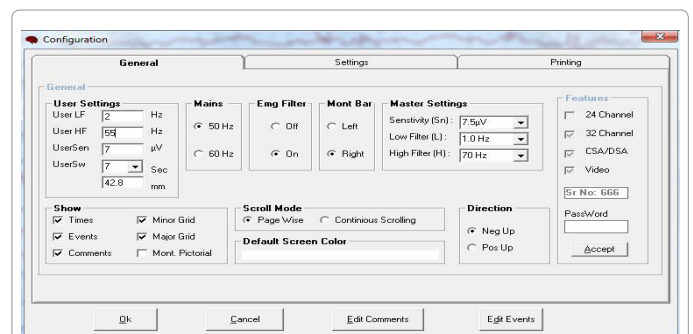 Configuration
General
Settings
Printing
General
User Settings
User LF 2 Hz
User HF 55 Hz
UserSen 7 µV
UserSw 7 Sec
42.8 mm
Mains
50 Hz
60 Hz
Emg Filter
Off
On
Mont Bar
Left
Right
Master Settings
Senstivity (Sn) : 7.5µV
Low Filter (L) : 1.0 Hz
High Filter (H) : 70 Hz
Features
24 Channel
32 Channel
CSA/DSA
Video
Sr No: 666
PassWord
Accept
Show
Times
Minor Grid
Events
Major Grid
Comments
Mont. Pictorial
Scroll Mode
Page Wise
Continious Scrolling
Default Screen Color
Direction
Neg Up
Pos Up
Ok
Cancel
Edit Comments
Edit Events